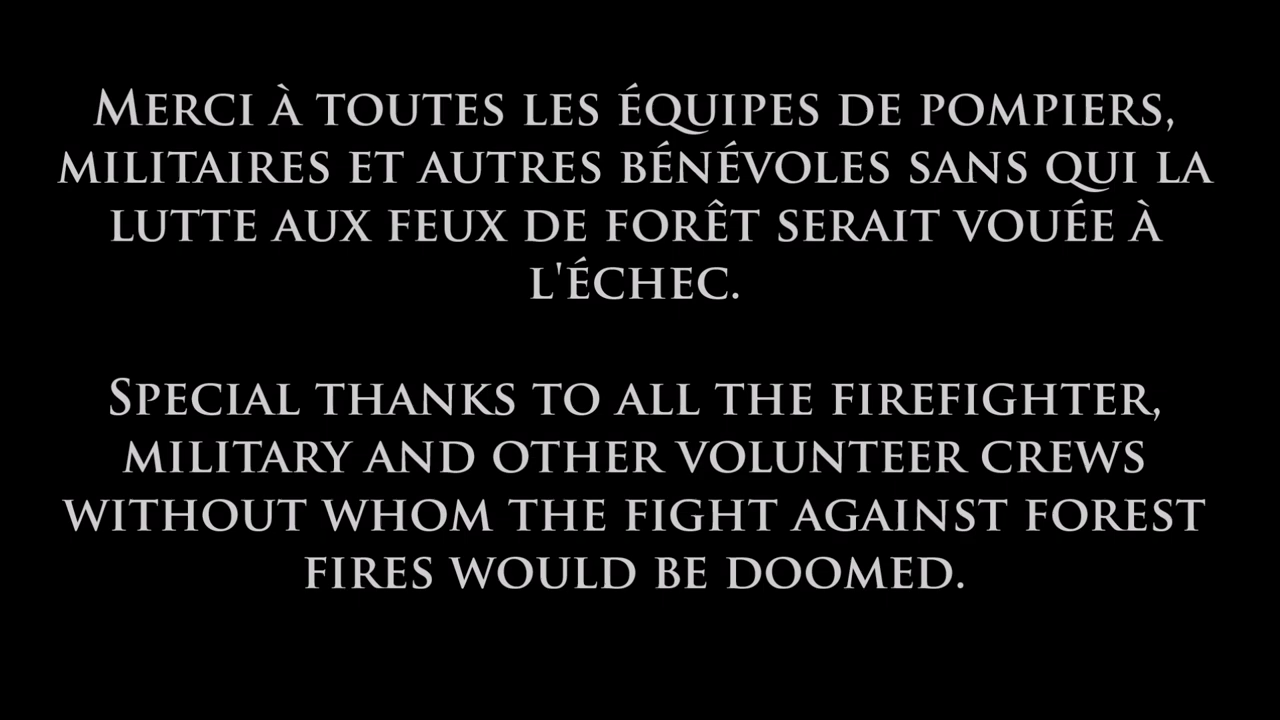 Merci à toutes les équipes de pompiers,
militaires et autres bénévoles sans qui la
lutte aux feux de forêt serait vouée à
l'échec.
Special thanks to all the firefighter,
military and other volunteer crews
without whom the fight against forest
fires would be doomed.